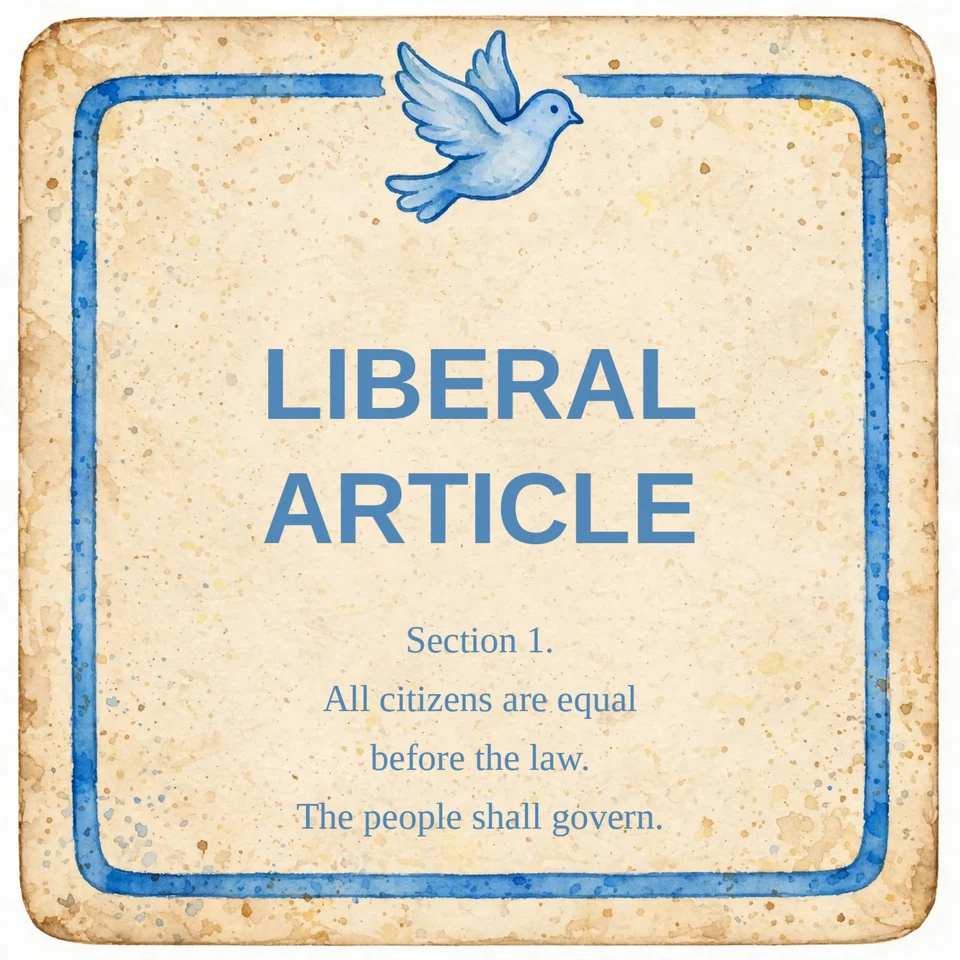 LIBERAL
ARTICLE
Section 1.
All citizens are equal
before the law.
The people shall govern.